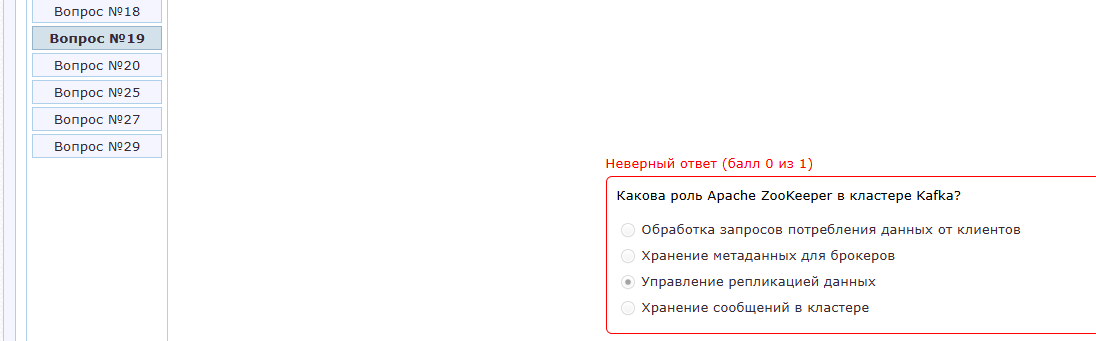 Вопрос №18
Вопрос №19
Вопрос №20
Вопрос №25
Вопрос №27
Вопрос №29
Неверный ответ (балл 0 из 1)
Какова роль Apache ZooKeeper в кластере Kafka?
Обработка запросов потребления данных от клиентов
Хранение метаданных для брокеров
Управление репликацией данных
Хранение сообщений в кластере